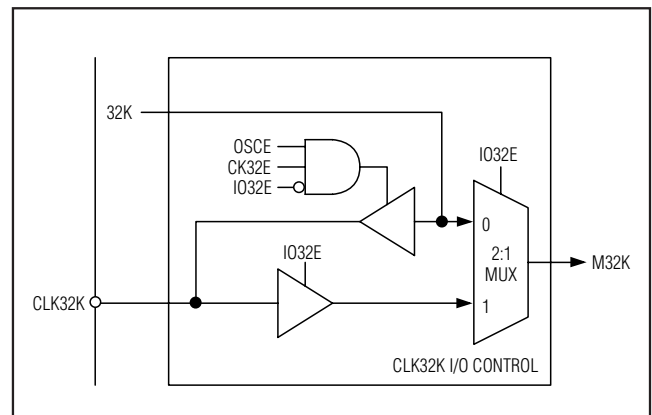 32K
OSCE
CK32E
IO32E
IO32E
0
2:1
MUX
M32K
IO32E
CLK32K
1
CLK32K I/O CONTROL